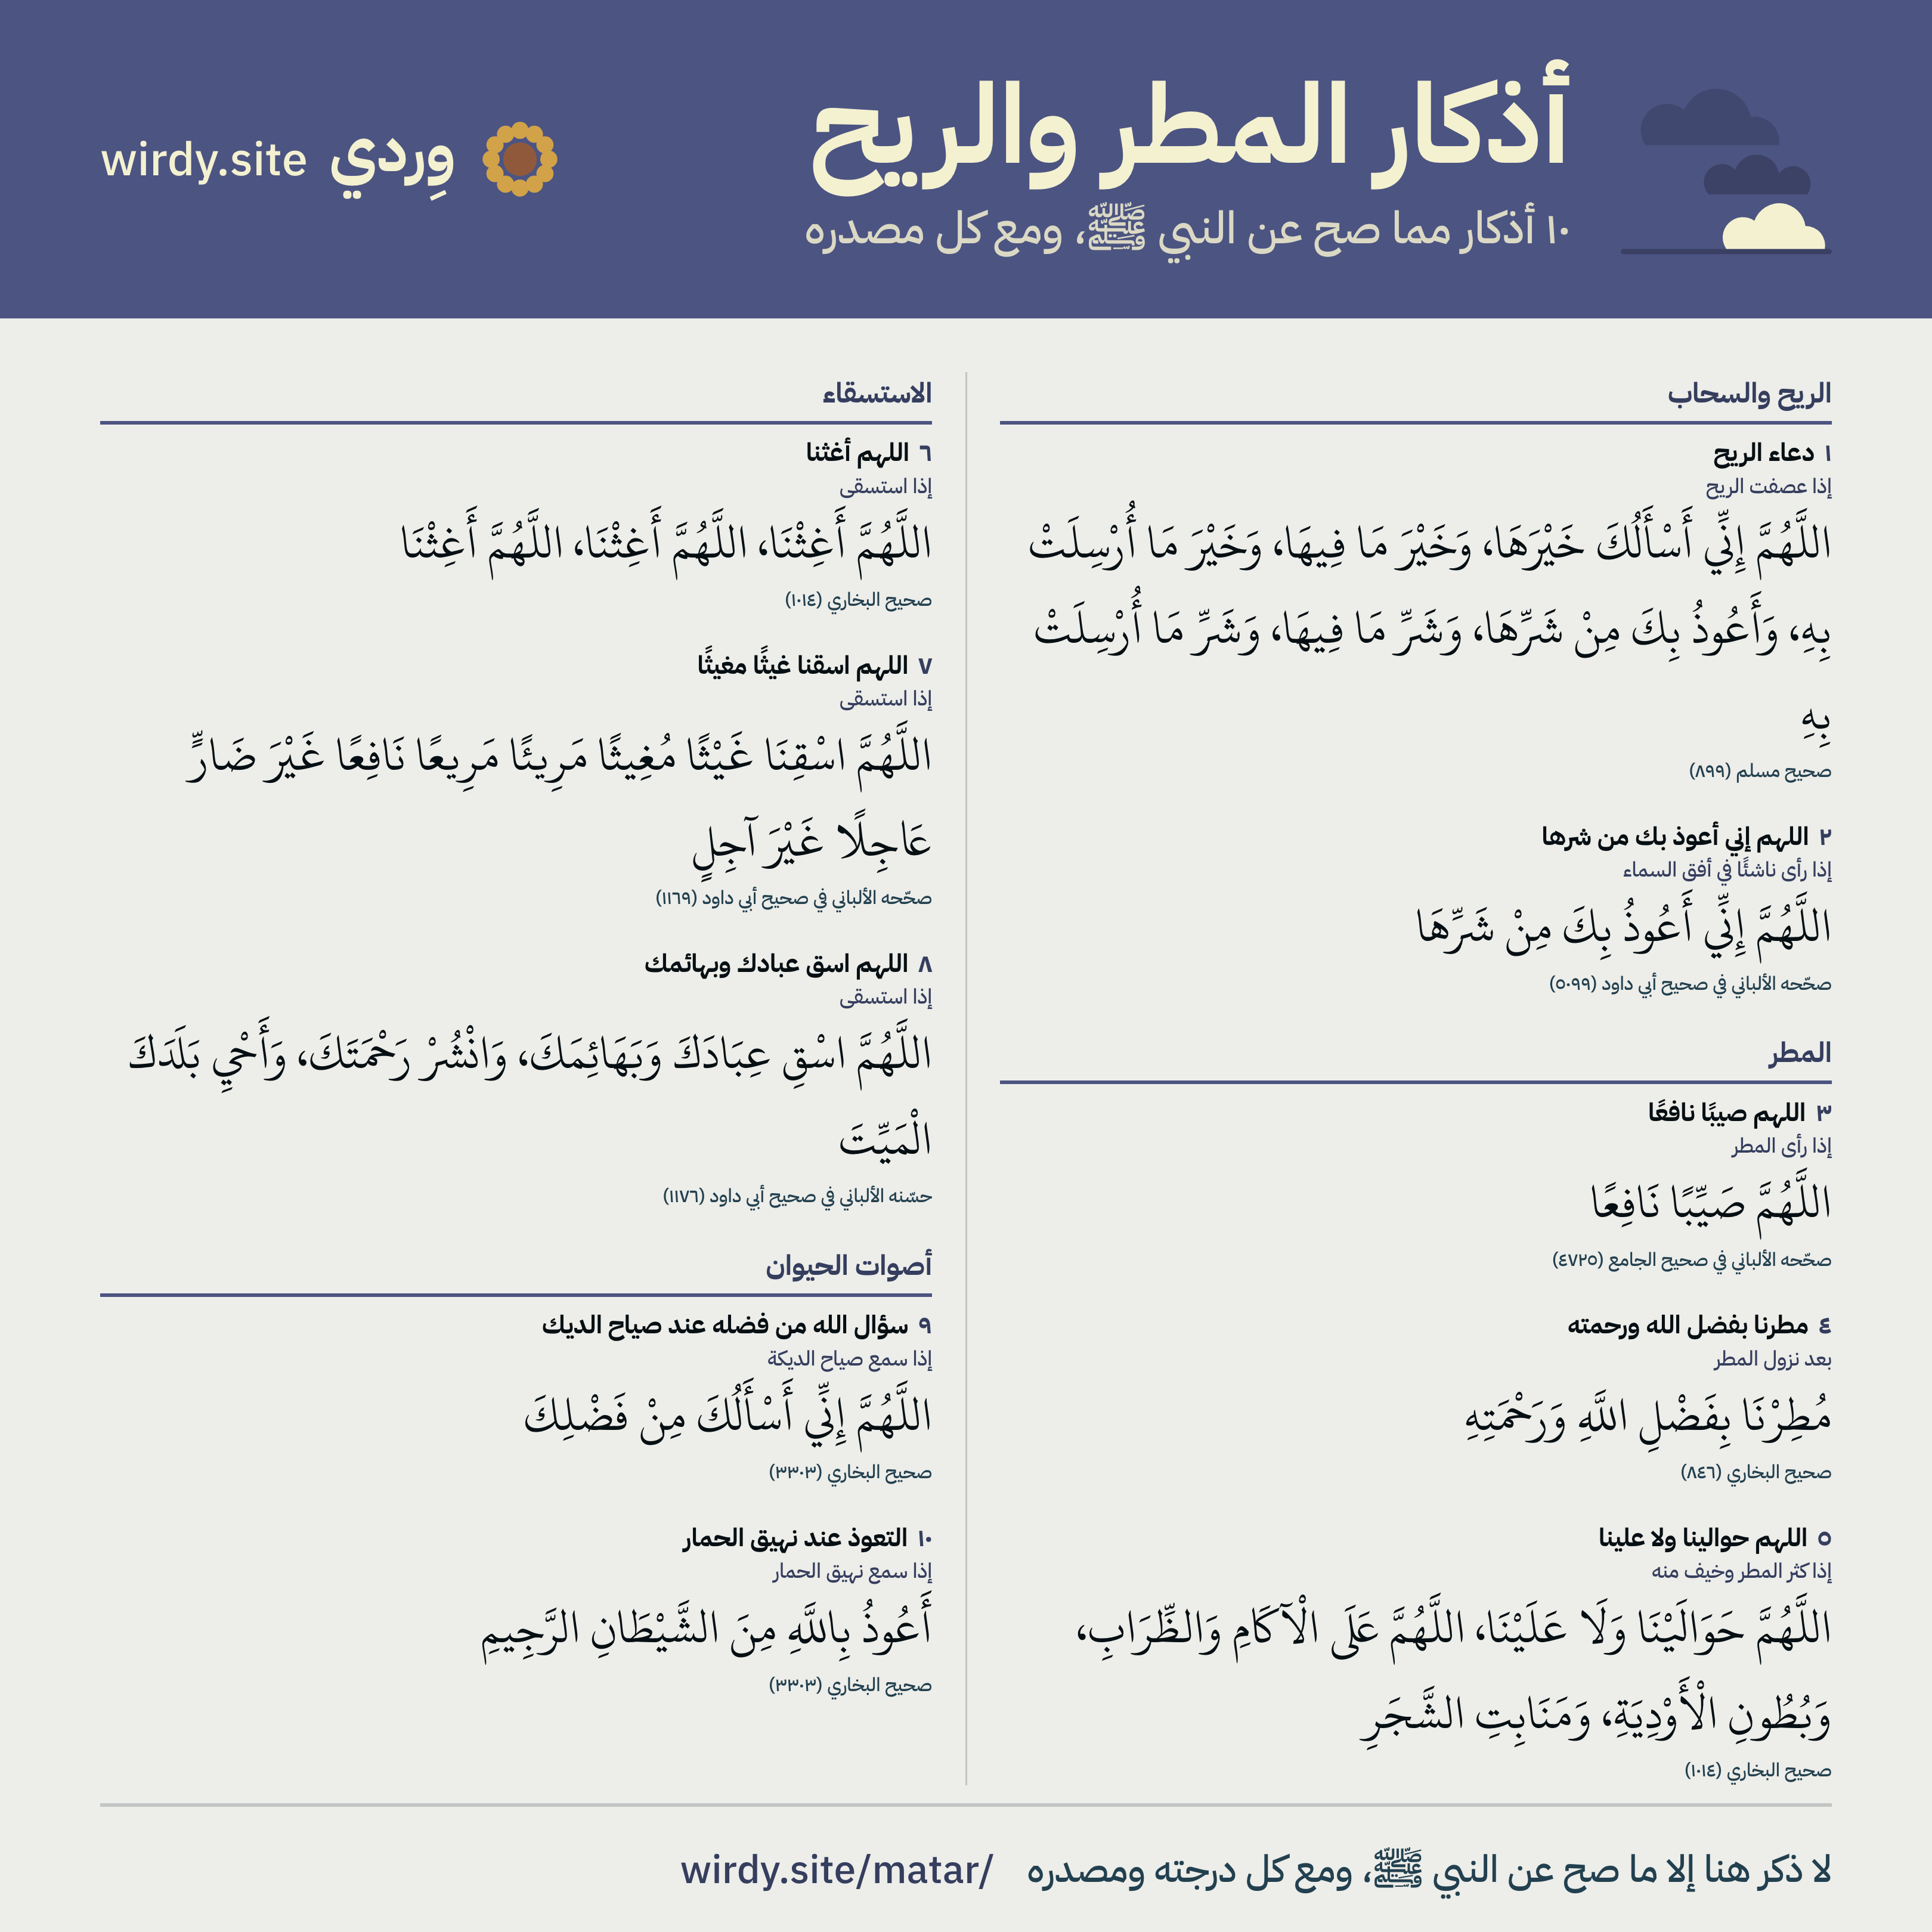 أذكار المطر والريح
١٠ أذكار مما صح عن النبي ﷺ، ومع كل مصدره
وِردي wirdy.site
الريح والسحاب
١ دعاء الريح
إذا عصفت الريح
اللَّهُمَّ إِنِّي أَسْأَلُكَ خَيْرَهَا، وَخَيْرَ مَا فِيهَا، وَخَيْرَ مَا أُرْسِلَتْ
بِهِ، وَأَعُوذُ بِكَ مِنْ شَرِّهَا، وَشَرِّ مَا فِيهَا، وَشَرِّ مَا أُرْسِلَتْ
بِهِ
صحيح مسلم (٨٩٩)
٢ اللهم إني أعوذ بك من شرها
إذا رأى ناشئًا في أفق السماء
اللَّهُمَّ إِنِّي أَعُوذُ بِكَ مِنْ شَرِّهَا
صحّحه الألباني في صحيح أبي داود (٥٠٩٩)
المطر
٣ اللهم صيبًا نافعًا
إذا رأى المطر
اللَّهُمَّ صَيِّبًا نَافِعًا
صحّحه الألباني في صحيح الجامع (٤٧٢٥)
٤ مطرنا بفضل الله ورحمته
بعد نزول المطر
مُطِرْنَا بِفَضْلِ اللَّهِ وَرَحْمَتِهِ
صحيح البخاري (٨٤٦)
٥ اللهم حوالينا ولا علينا
إذا كثر المطر وخيف منه
اللَّهُمَّ حَوَالَيْنَا وَلَا عَلَيْنَا، اللَّهُمَّ عَلَى الْآكَامِ وَالظِّرَابِ،
وَبُطُونِ الْأَوْدِيَةِ، وَمَنَابِتِ الشَّجَرِ
صحيح البخاري (١٠١٤)
الاستسقاء
٦ اللهم أغثنا
إذا استسقى
اللَّهُمَّ أَغِثْنَا، اللَّهُمَّ أَغِثْنَا، اللَّهُمَّ أَغِثْنَا
صحيح البخاري (١٠١٤)
٧ اللهم اسقنا غيثًا مغيثًا
إذا استسقى
اللَّهُمَّ اسْقِنَا غَيْثًا مُغِيثًا مَرِيئًا مَرِيعًا نَافِعًا غَيْرَ ضَارٍّ
عَاجِلًا غَيْرَ آجِلٍ
صحّحه الألباني في صحيح أبي داود (١١٦٩)
٨ اللهم اسق عبادك وبهائمك
إذا استسقى
اللَّهُمَّ اسْقِ عِبَادَكَ وَبَهَائِمَكَ، وَانْشُرْ رَحْمَتَكَ، وَأَحْيِ بَلَدَكَ
الْمَيِّتَ
حسّنه الألباني في صحيح أبي داود (١١٧٦)
أصوات الحيوان
٩ سؤال الله من فضله عند صياح الديك
إذا سمع صياح الديكة
اللَّهُمَّ إِنِّي أَسْأَلُكَ مِنْ فَضْلِكَ
صحيح البخاري (٣٣٠٣)
١٠ التعوذ عند نهيق الحمار
إذا سمع نهيق الحمار
أَعُوذُ بِاللَّهِ مِنَ الشَّيْطَانِ الرَّجِيمِ
صحيح البخاري (٣٣٠٣)
لا ذكر هنا إلا ما صح عن النبي ﷺ، ومع كل درجته ومصدره wirdy.site/matar/